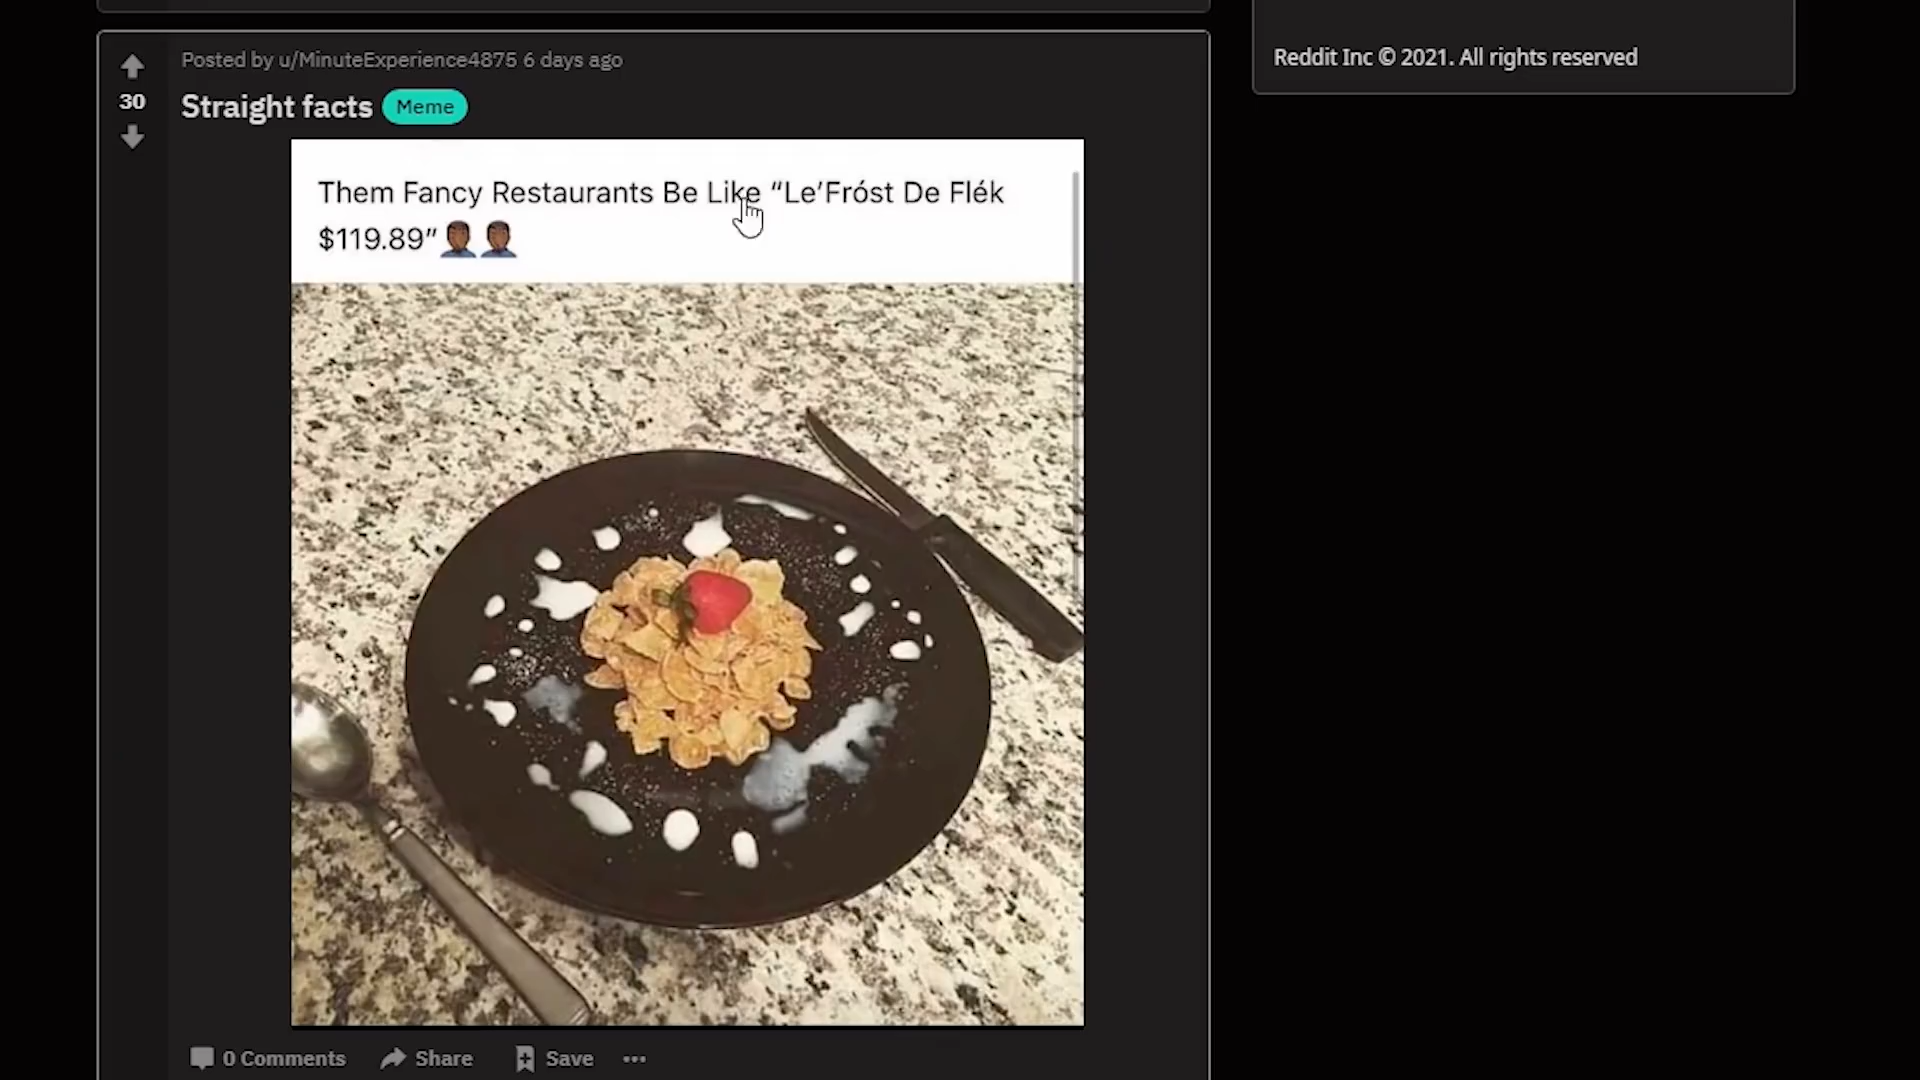 Posted by u/MinuteExperience4875 6 days ago
Reddit Inc © 2021. All rights reserved
30
Straight facts Meme
Them Fancy Restaurants Be Like “Le’Fróst De Flék
$119.89”🤦🏾‍♂️🤦🏾‍♂️
0 Comments Share Save •••